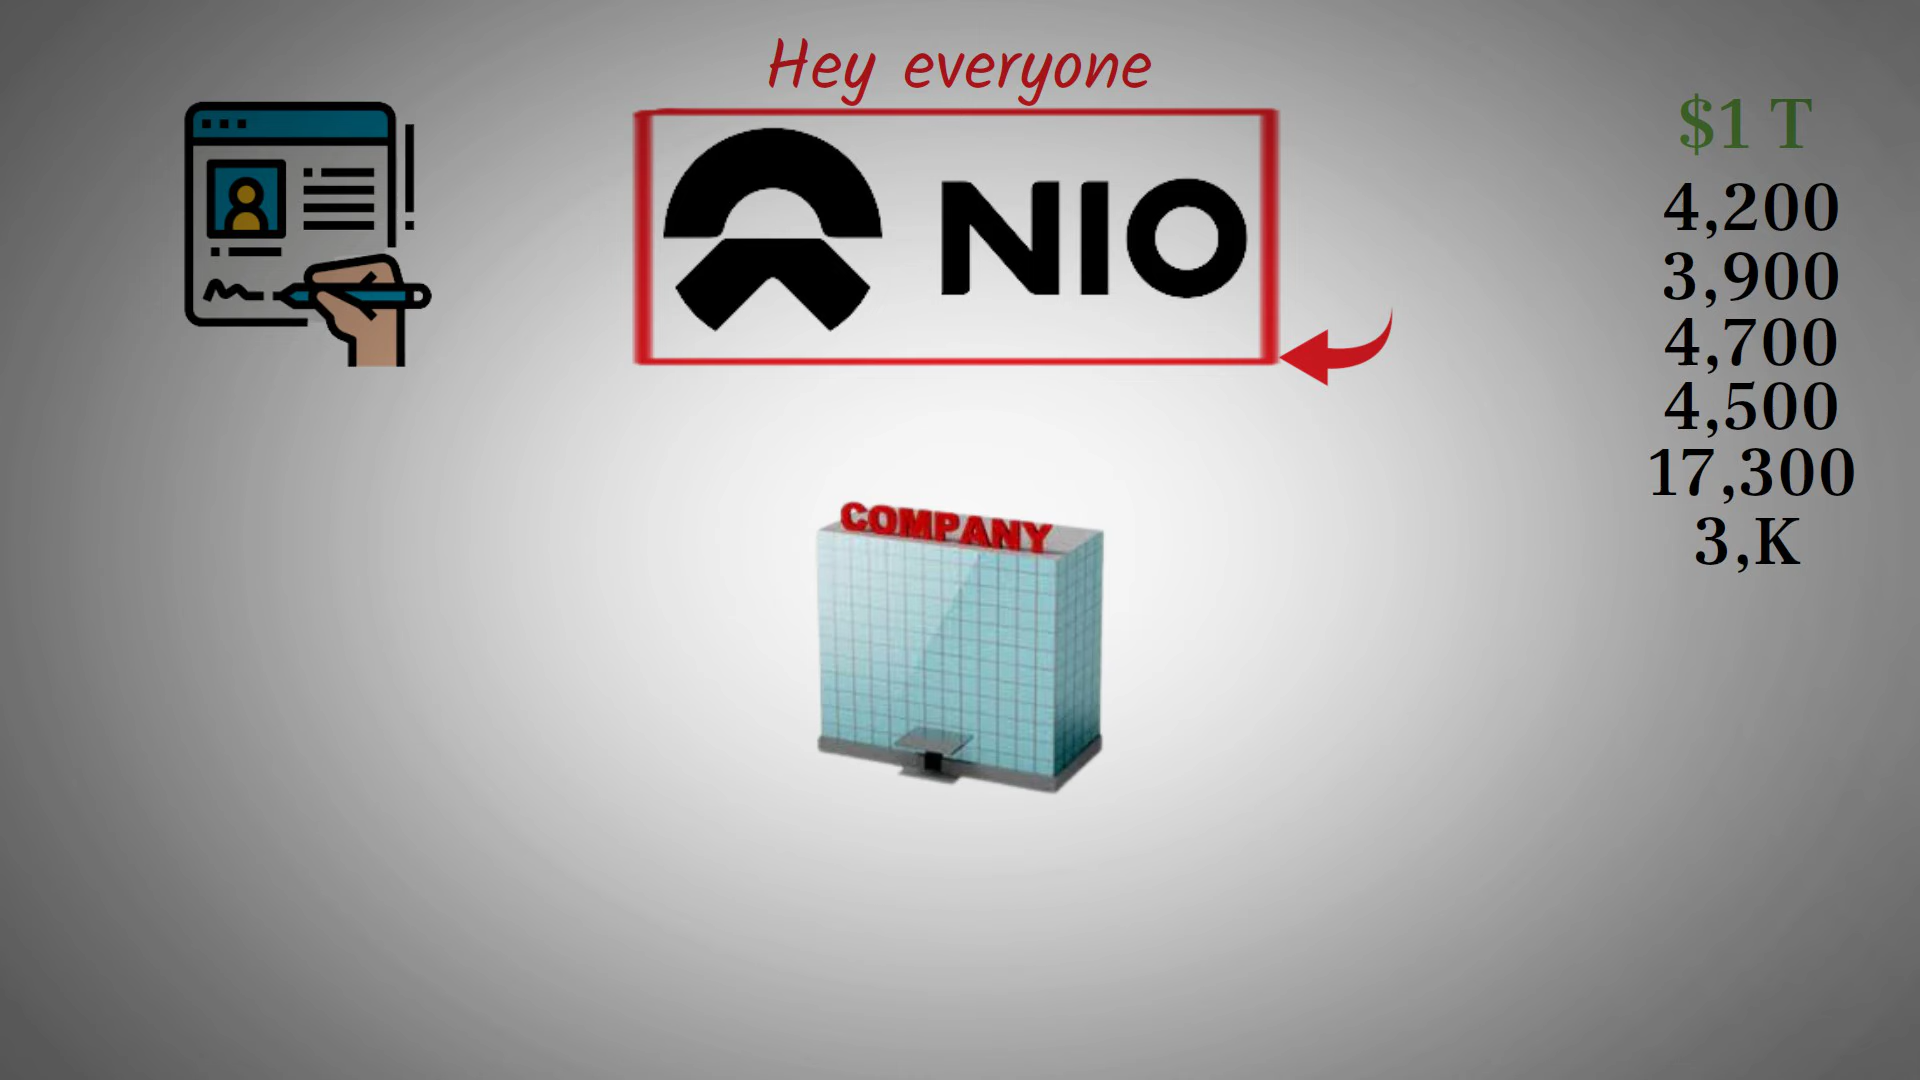 Hey everyone
NIO
$1 T
4,200
3,900
4,700
4,500
17,300
3,K
COMPANY